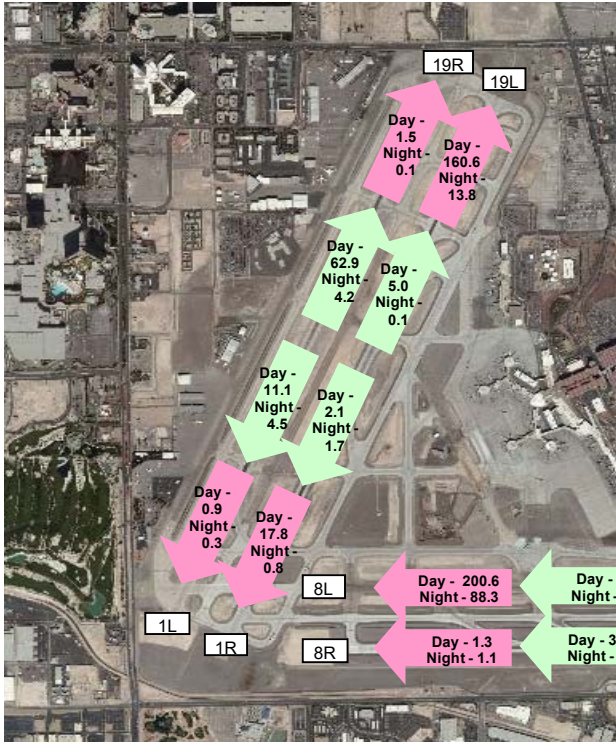 19R
19L
Day -
1.5
Night -
0.1
Day -
160.6
Night -
13.8
Day -
62.9
Night -
4.2
Day -
5.0
Night -
0.1
Day -
11.1
Night -
4.5
Day -
2.1
Night -
1.7
Day -
0.9
Night -
0.3
Day -
17.8
Night -
0.8
8L
Day - 200.6
Night - 88.3
Day -
Night -
1L
1R
8R
Day - 1.3
Night - 1.1
Day - 3
Night -